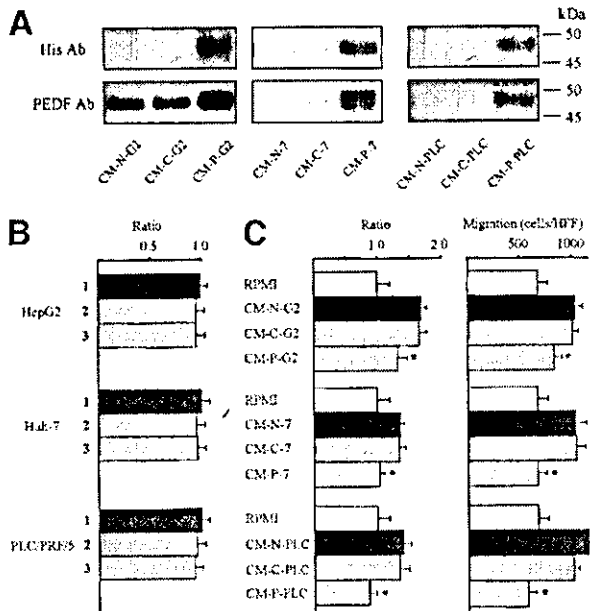 A
kDa
His Ab
50
45
PEDF Ab
50
45
CM-N-G2 CM-C-G2 CM-P-G2 CM-N-7 CM-C-7 CM-P-7 CM-N-PLC CM-C-PLC CM-P-PLC
B C
Ratio Ratio Migration (cells/HPF)
0.5 1.0 1.0 2.0 500 1000
1 RPMI
HepG2 2 CM-N-G2
3 CM-C-G2
CM-P-G2 * *
1 RPMI
Huh-7 2 CM-N-7
3 CM-C-7
CM-P-7 * *
1 RPMI
PLC/PRF/5 2 CM-N-PLC
3 CM-C-PLC
CM-P-PLC * *